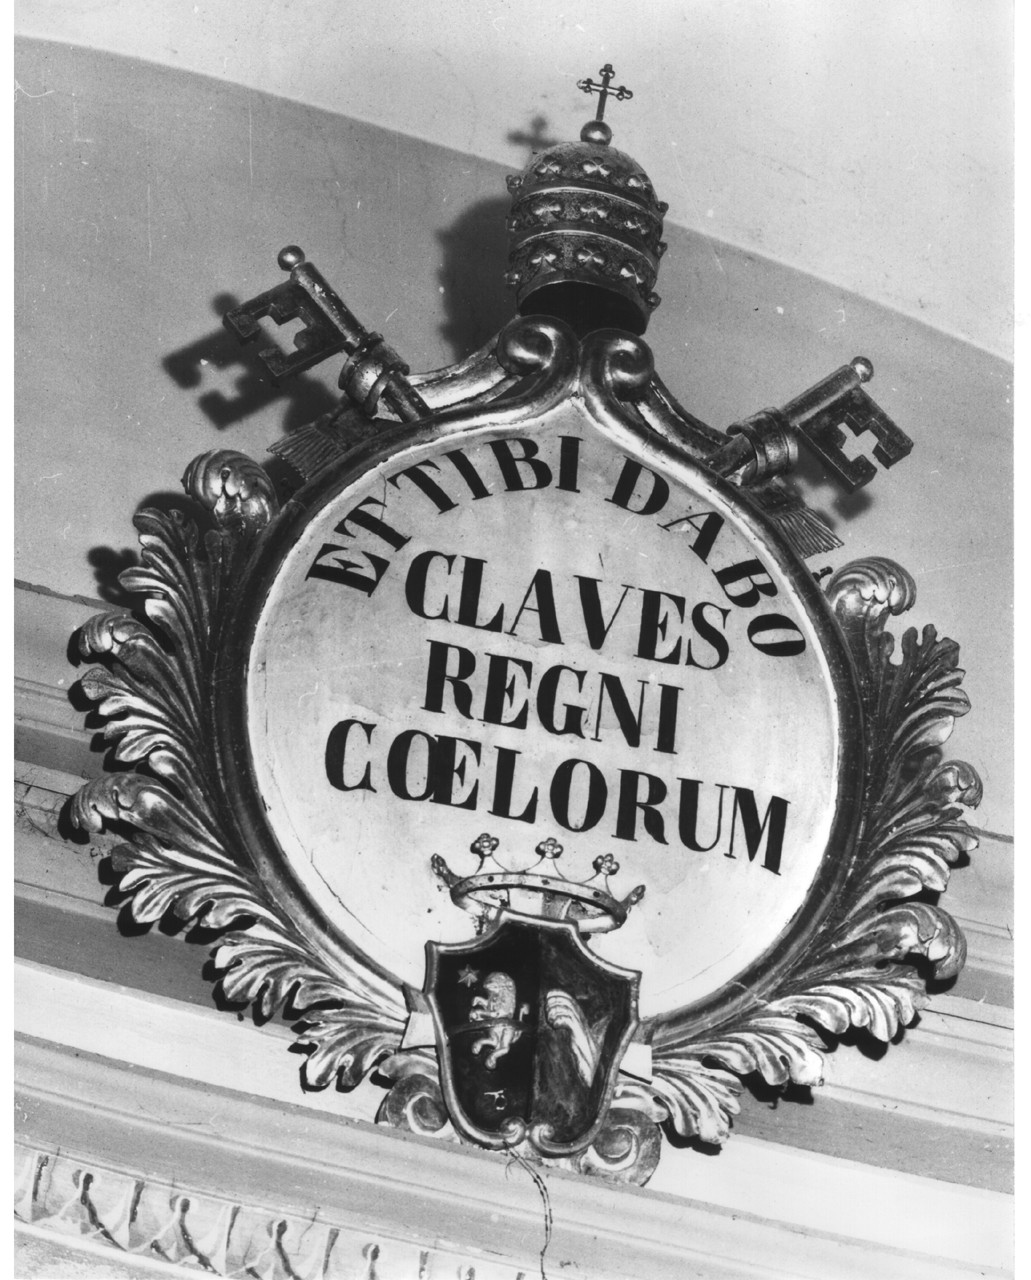 ET TIBI DABO
CLAVES
REGNI
CŒLORUM